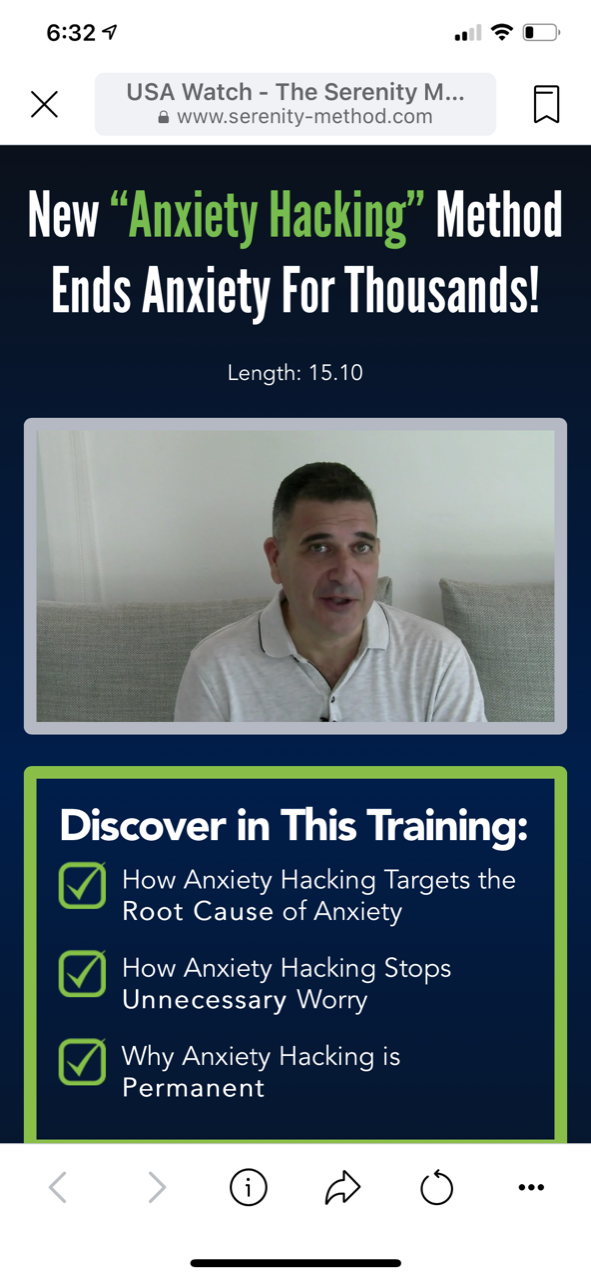 6:32
USA Watch - The Serenity M...
www.serenity-method.com
New “Anxiety Hacking” Method
Ends Anxiety For Thousands!
Length: 15.10
Discover in This Training:
How Anxiety Hacking Targets the
Root Cause of Anxiety
How Anxiety Hacking Stops
Unnecessary Worry
Why Anxiety Hacking is
Permanent